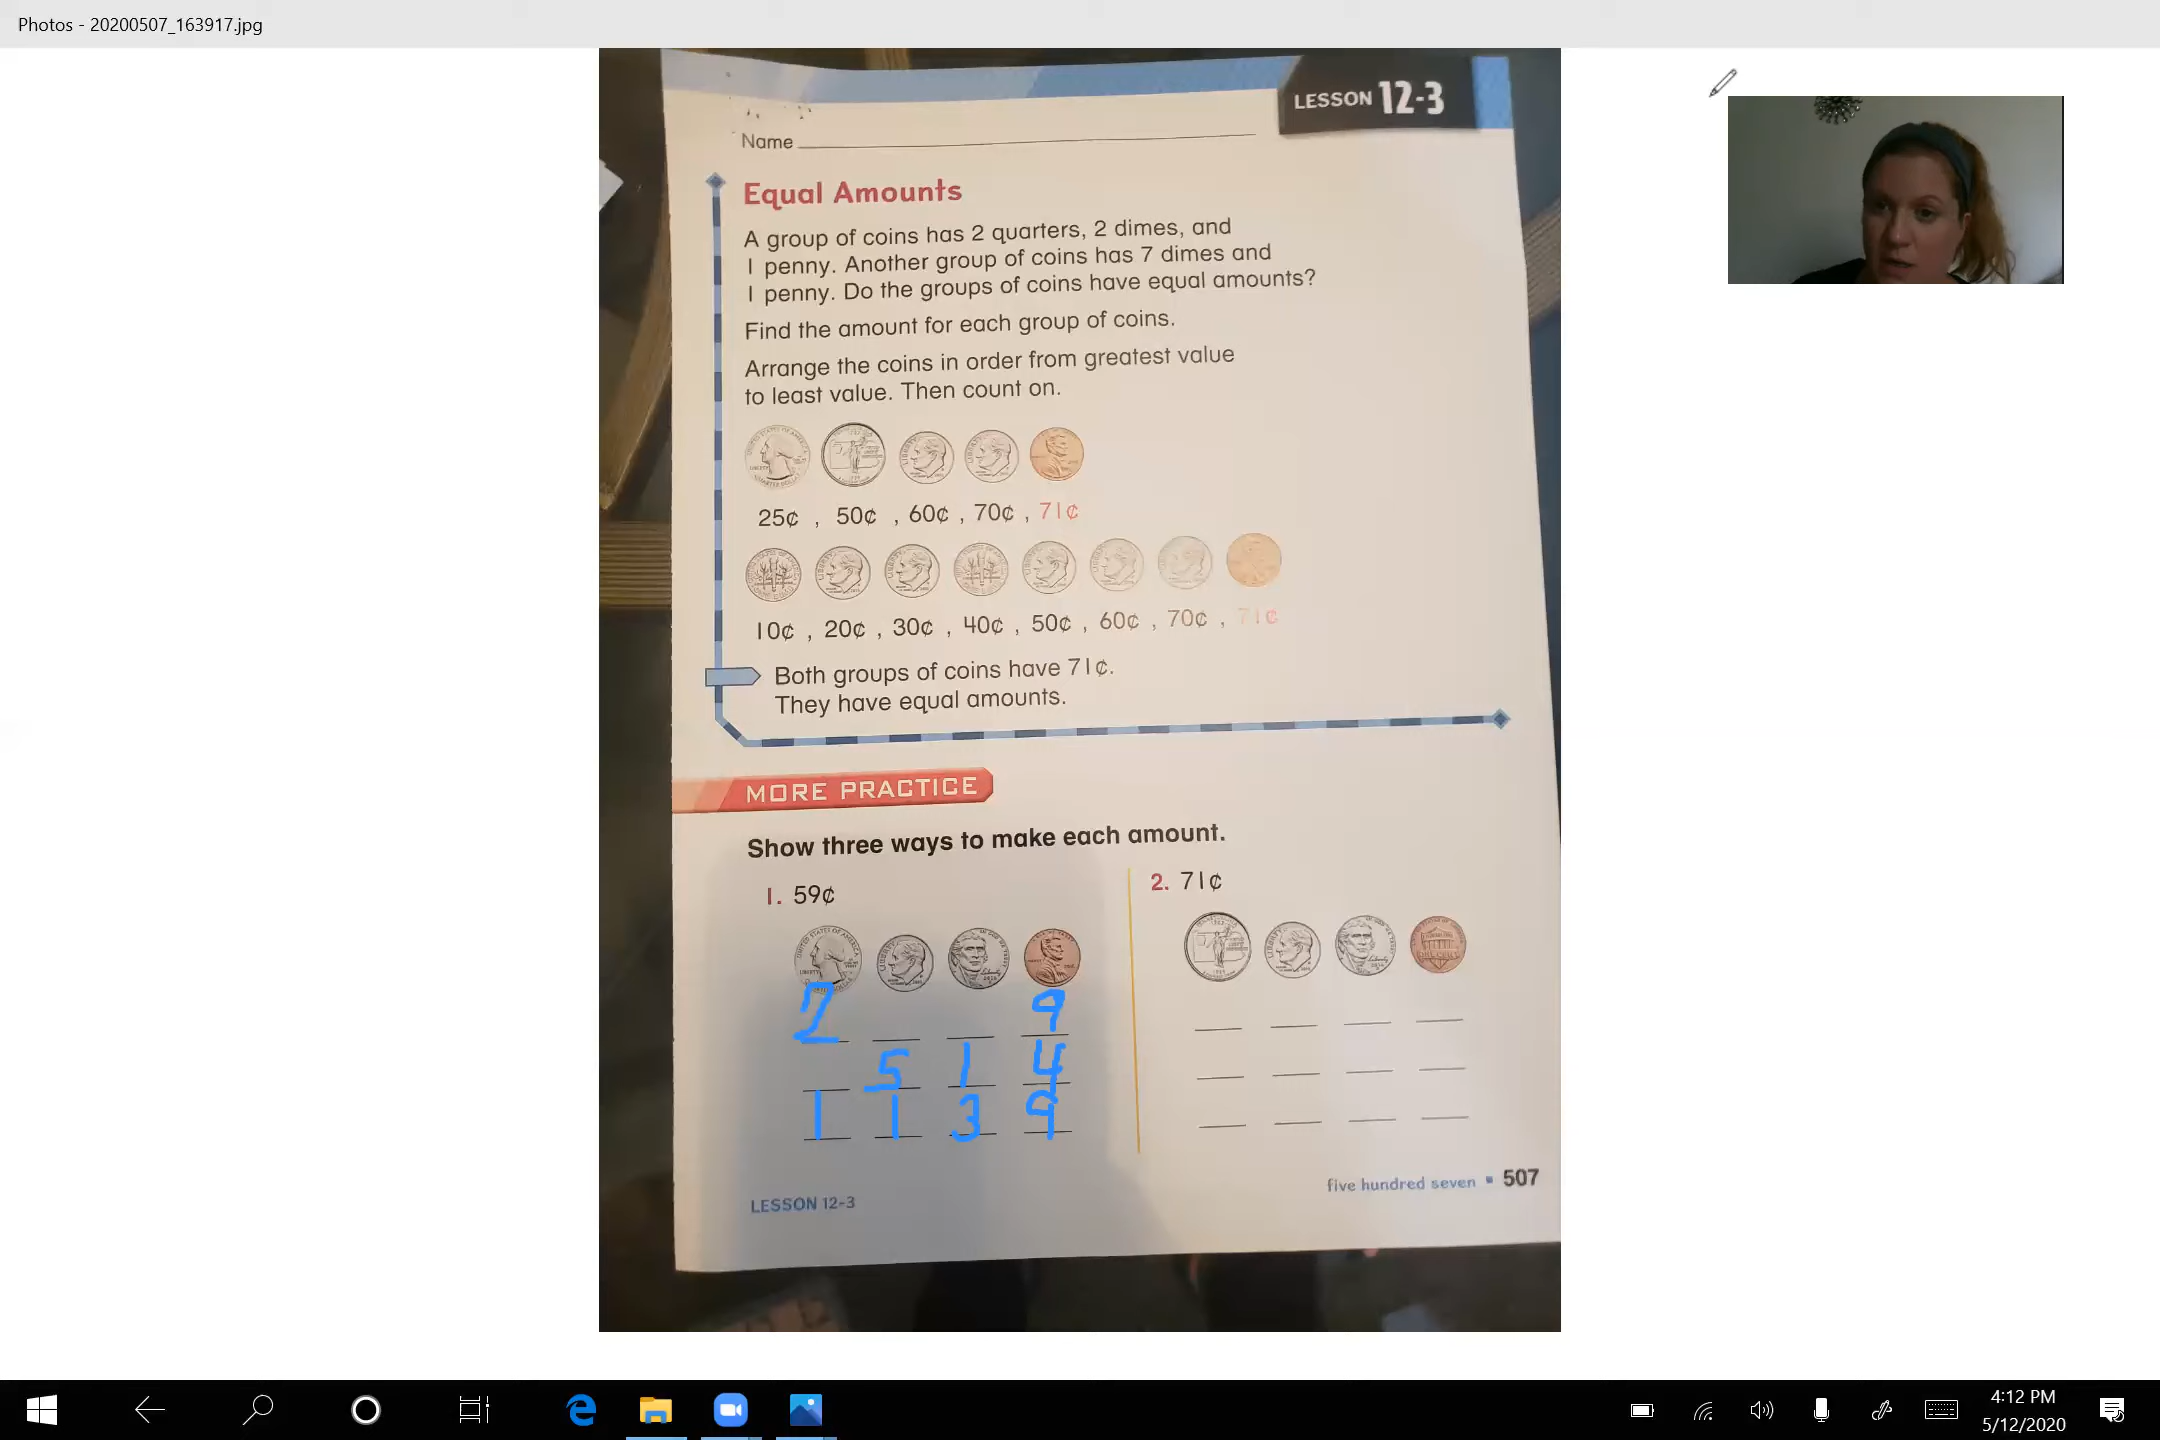 Photos - 20200507_163917.jpg
LESSON 12-3
Name
Equal Amounts
A group of coins has 2 quarters, 2 dimes, and
1 penny. Another group of coins has 7 dimes and
1 penny. Do the groups of coins have equal amounts?
Find the amount for each group of coins.
Arrange the coins in order from greatest value
to least value. Then count on.
25¢ , 50¢ , 60¢ , 70¢ , 71¢
10¢ , 20¢ , 30¢ , 40¢ , 50¢ , 60¢ , 70¢ , 71¢
Both groups of coins have 71¢.
They have equal amounts.
MORE PRACTICE
Show three ways to make each amount.
1. 59¢
2 9
5 1 4
1 1 3 9
2. 71¢
five hundred seven ▪ 507
LESSON 12-3
4:12 PM
5/12/2020